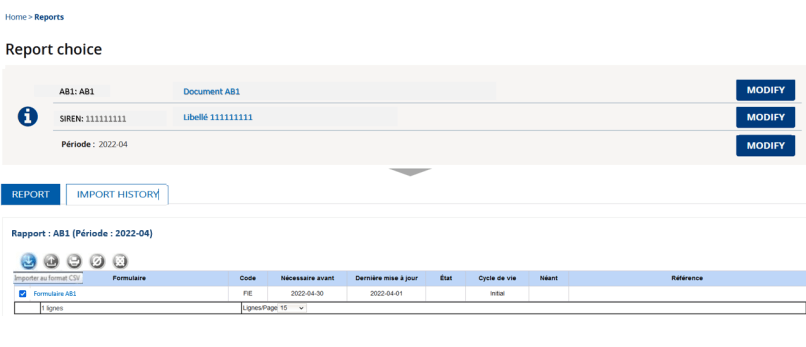 Home > Reports
Report choice
AB1: AB1 Document AB1 MODIFY
SIREN: 111111111 Libellé 111111111 MODIFY
Période : 2022-04 MODIFY
REPORT IMPORT HISTORY
Rapport : AB1 (Période : 2022-04)
Importer au format CSV Formulaire Code Nécessaire avant Dernière mise à jour État Cycle de vie Néant Référence
Formulaire AB1 FIE 2022-04-30 2022-04-01 Initial
1 lignes Lignes/Page 15